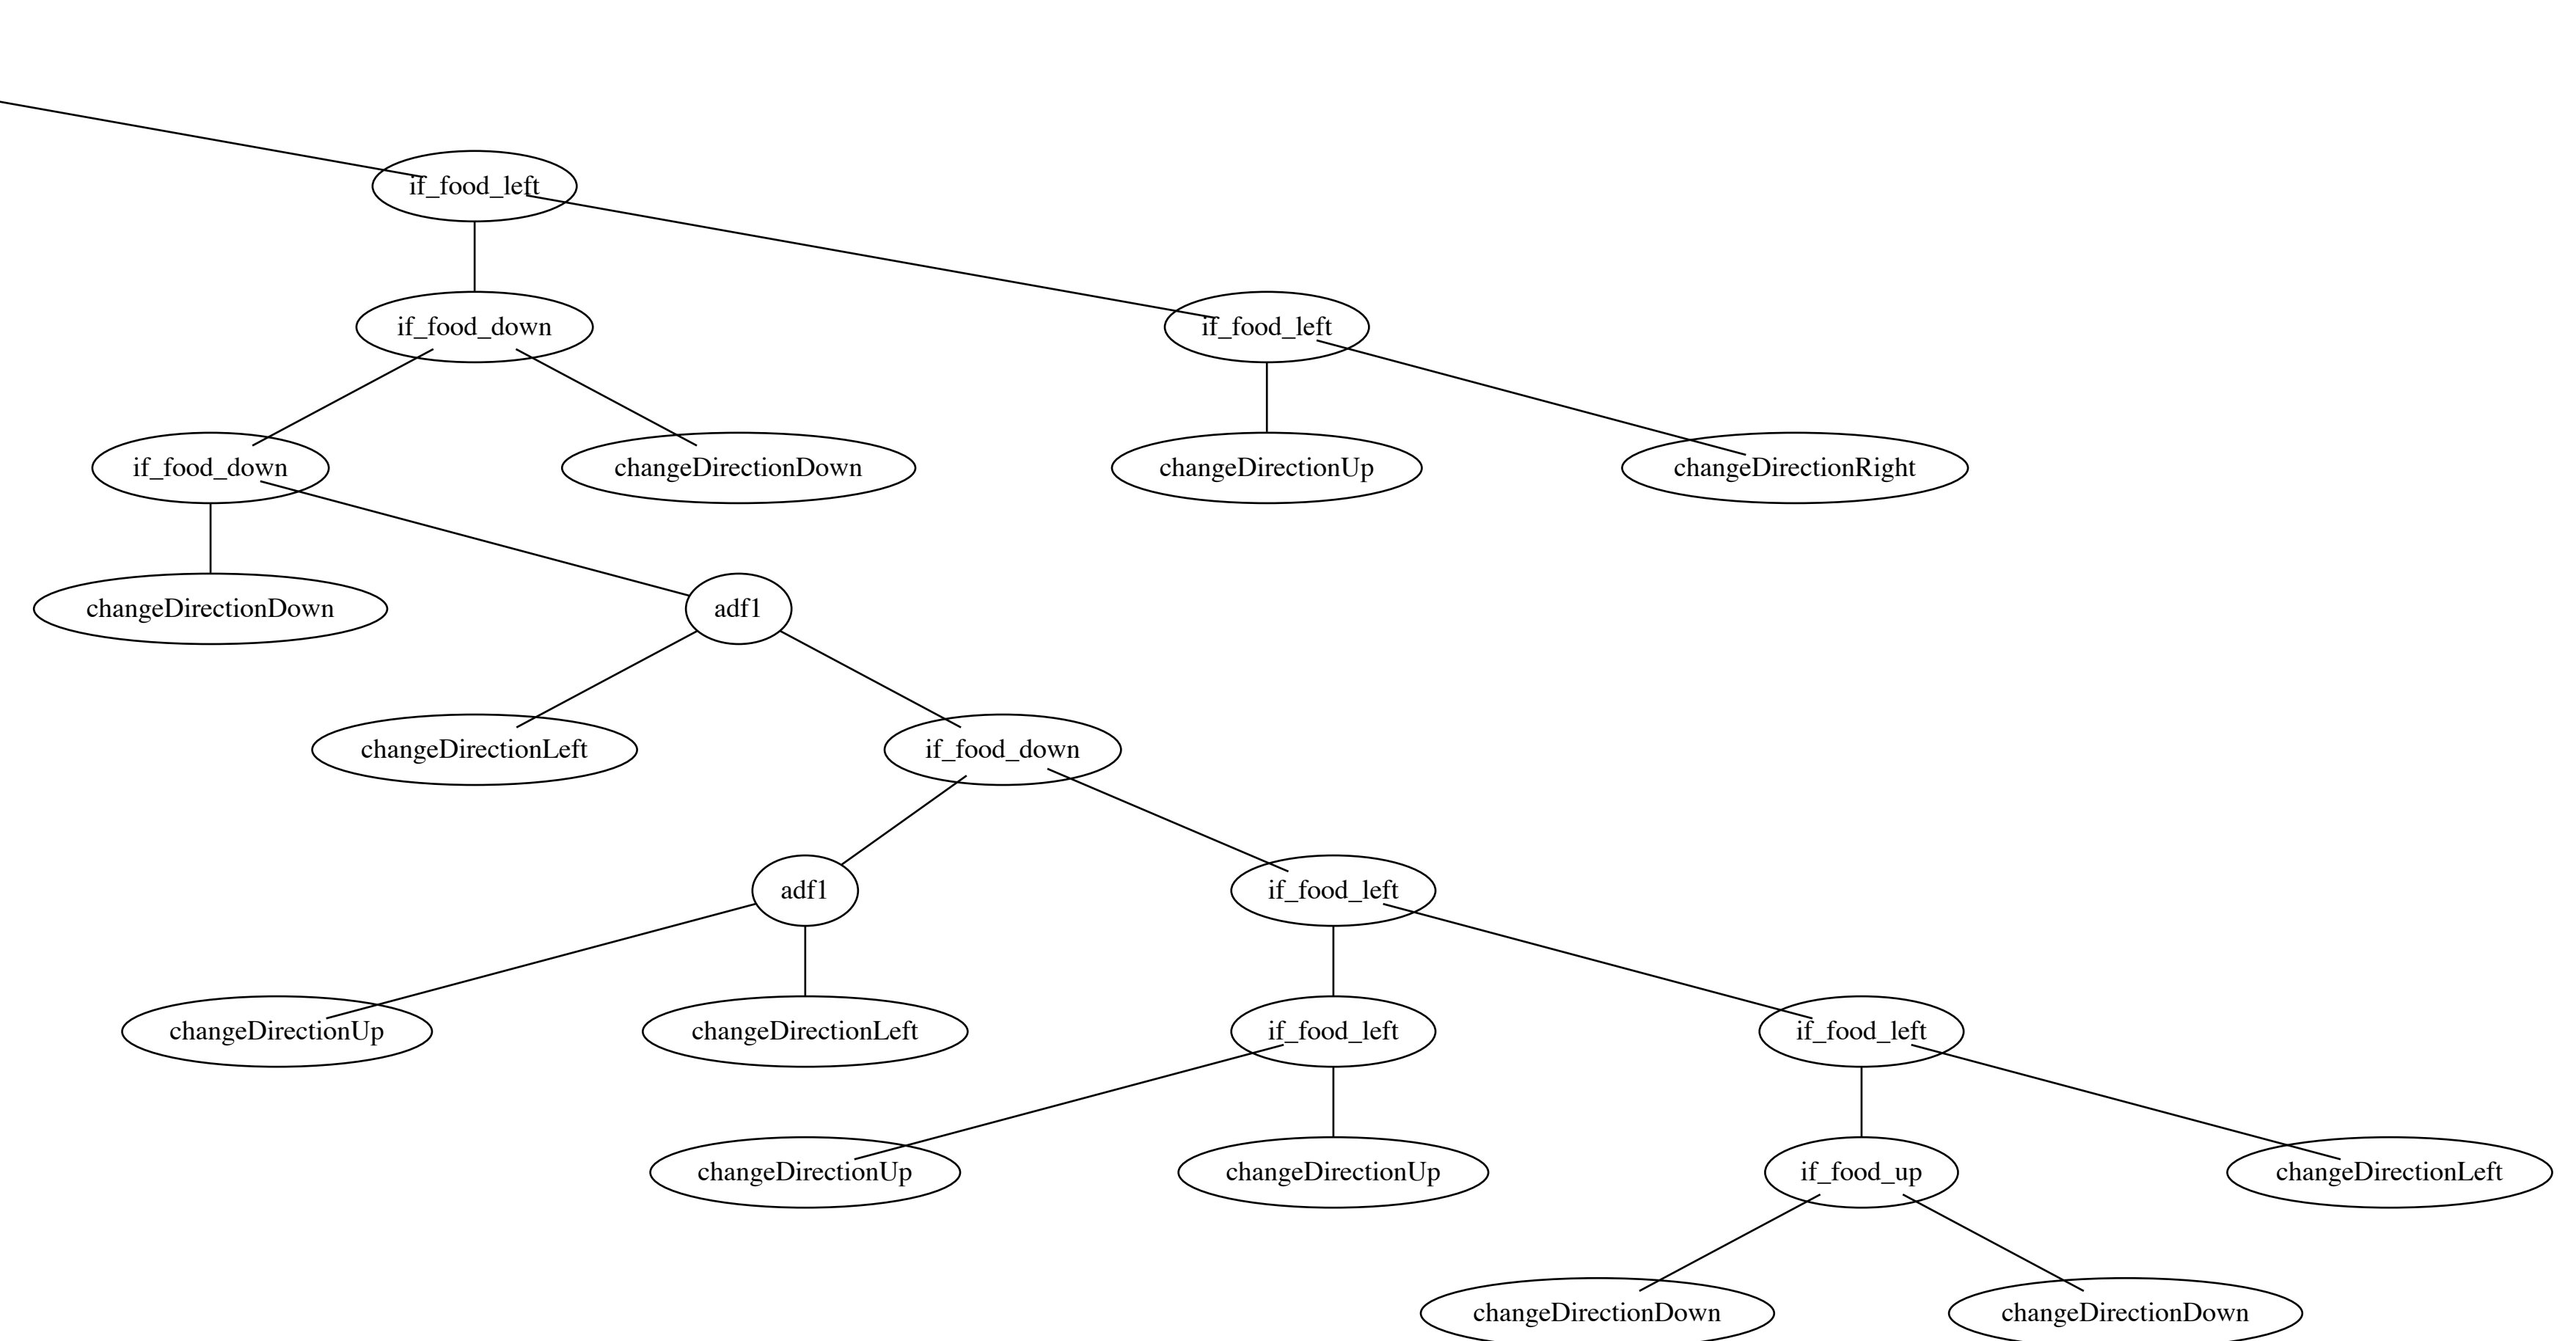 if_food_left
if_food_down
if_food_left
if_food_down
changeDirectionDown
changeDirectionUp
changeDirectionRight
changeDirectionDown
adf1
changeDirectionLeft
if_food_down
adf1
if_food_left
changeDirectionUp
changeDirectionLeft
if_food_left
if_food_left
changeDirectionUp
changeDirectionUp
if_food_up
changeDirectionLeft
changeDirectionDown
changeDirectionDown